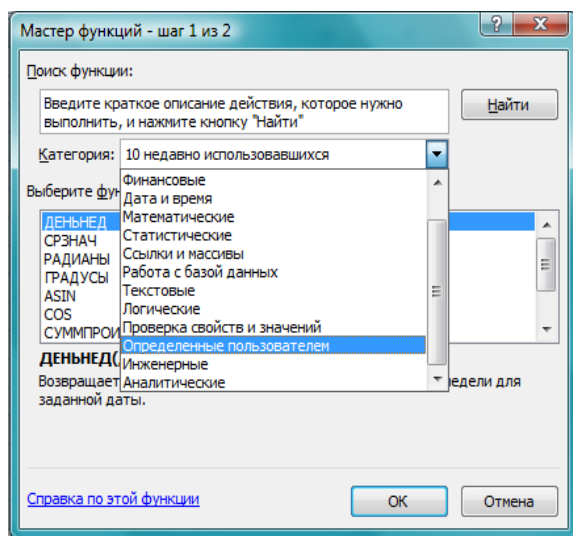 Мастер функций - шаг 1 из 2
Поиск функции:
Введите краткое описание действия, которое нужно
выполнить, и нажмите кнопку "Найти"
Найти
Категория: 10 недавно использовавшихся
Финансовые
Дата и время
Математические
Статистические
Ссылки и массивы
Работа с базой данных
Текстовые
Логические
Проверка свойств и значений
Определенные пользователем
Инженерные
Аналитические
Выберите
ДЕНЬНЕД
СРЗНАЧ
РАДИАНЫ
ГРАДУСЫ
ASIN
COS
ДЕНЬНЕД(
Возвращает для
заданной даты.
Справка по этой функции
ОК
Отмена